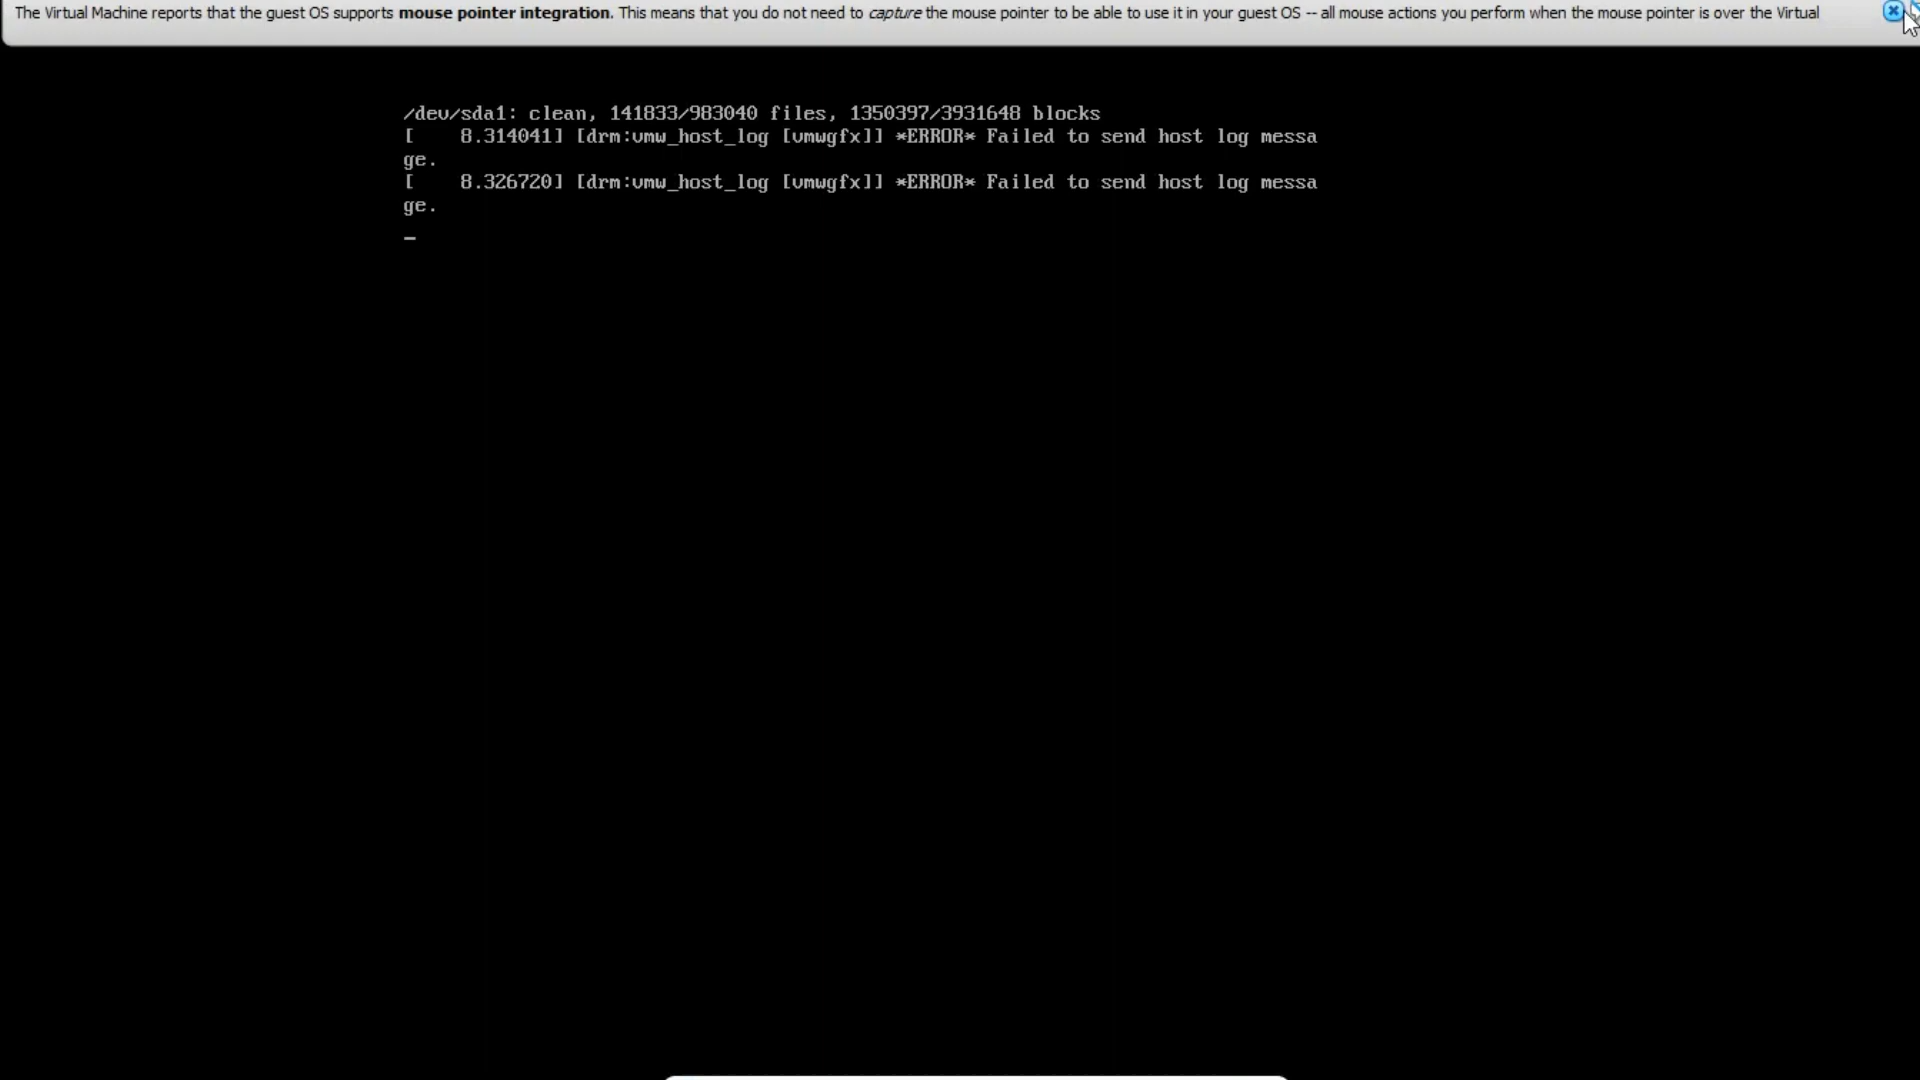 The Virtual Machine reports that the guest OS supports mouse pointer integration. This means that you do not need to capture the mouse pointer to be able to use it in your guest OS -- all mouse actions you perform when the mouse pointer is over the Virtual
/dev/sda1: clean, 141833/983040 files, 1350397/3931648 blocks
[    8.314041] [drm:vmw_host_log [vmwgfx]] *ERROR* Failed to send host log messa
ge.
[    8.326720] [drm:vmw_host_log [vmwgfx]] *ERROR* Failed to send host log messa
ge.
_